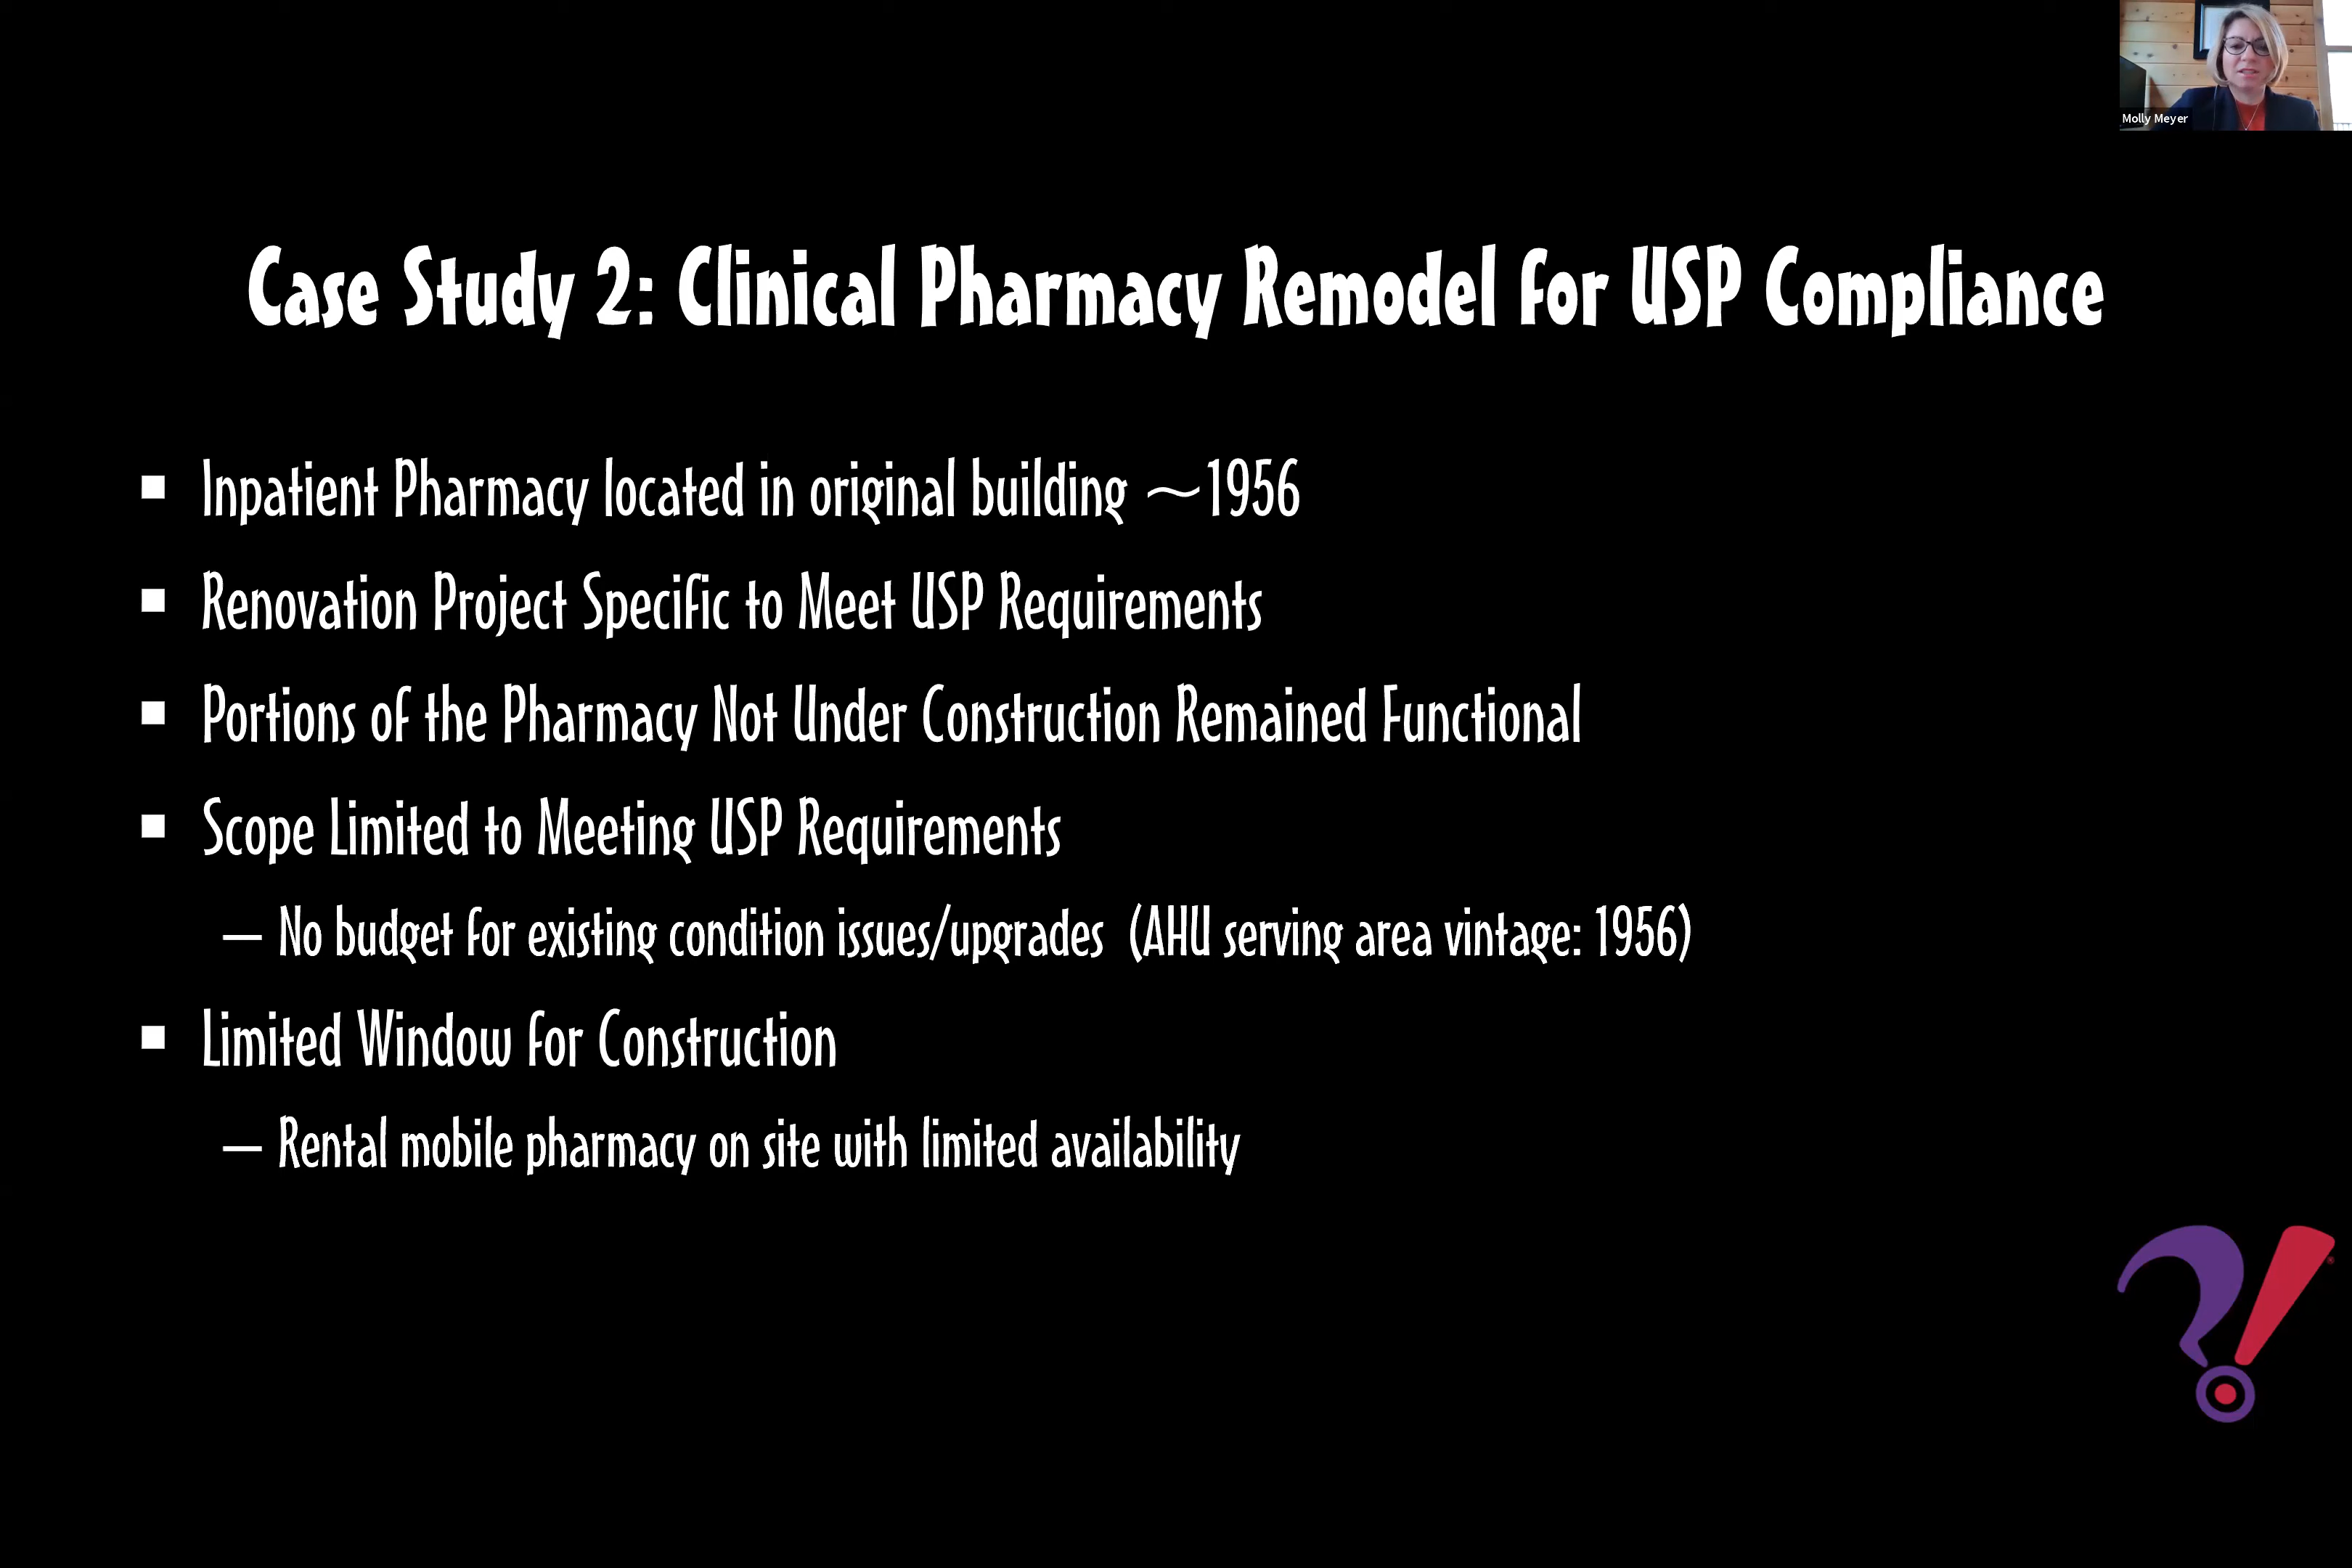 Molly Meyer
Case Study 2: Clinical Pharmacy Remodel for USP Compliance
▪ Inpatient Pharmacy located in original building ~1956
▪ Renovation Project Specific to Meet USP Requirements
▪ Portions of the Pharmacy Not Under Construction Remained Functional
▪ Scope Limited to Meeting USP Requirements
– No budget for existing condition issues/upgrades (AHU serving area vintage: 1956)
▪ Limited Window for Construction
– Rental mobile pharmacy on site with limited availability
?!